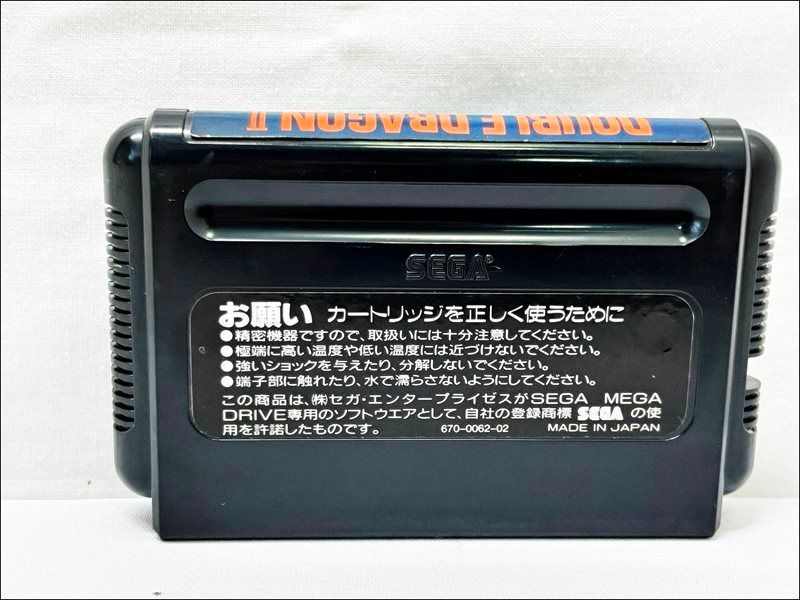 DOUBLE DRAGON II
SEGA
お願い カートリッジを正しく使うために
●精密機器ですので、取扱いには十分注意してください。
●極端に高い温度や低い温度には近づけないでください。
●強いショックを与えたり、分解しないでください。
●端子部に触れたり、水で濡らさないようにしてください。
この商品は、㈱セガ・エンタープライゼスがSEGA MEGA
DRIVE専用のソフトウエアとして、自社の登録商標 SEGA の使
用を許諾したものです。 670-0062-02 MADE IN JAPAN